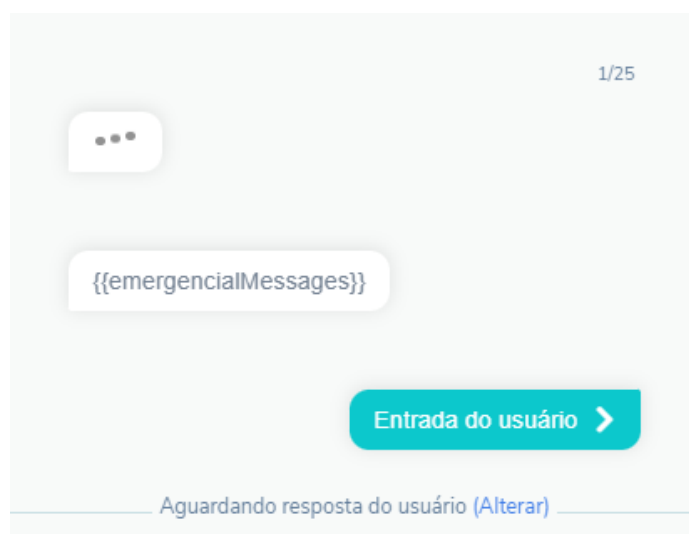 1/25
{{emergencialMessages}}
Entrada do usuário
Aguardando resposta do usuário (Alterar)